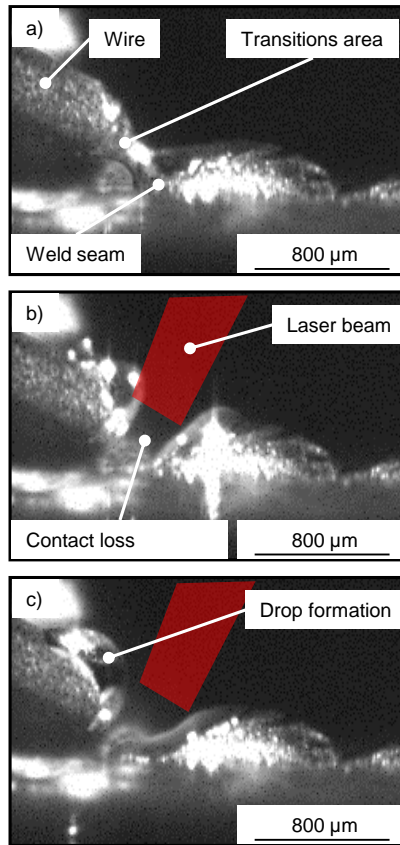 a)
Wire
Transitions area
Weld seam
800 µm
b)
Laser beam
Contact loss
800 µm
c)
Drop formation
800 µm